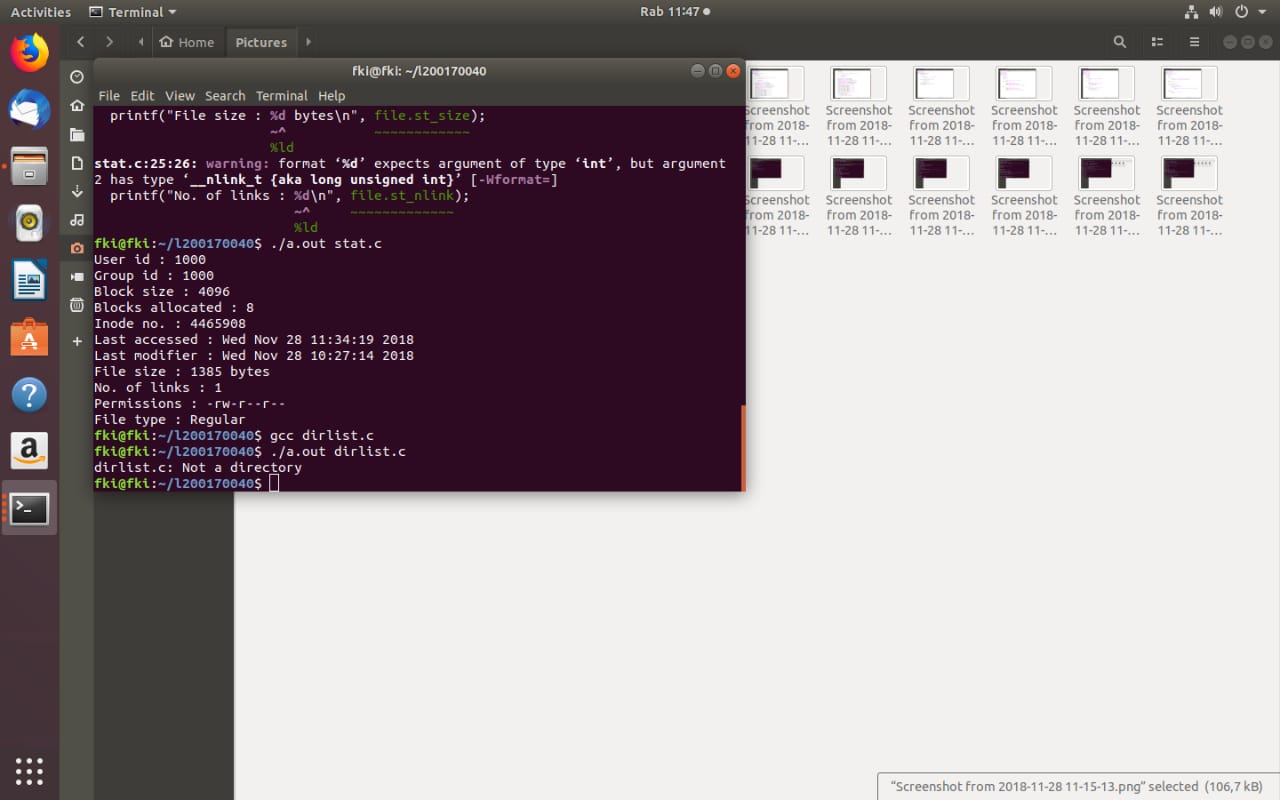 Activities Terminal Rab 11:47
Home Pictures
fki@fki: ~/l200170040
File Edit View Search Terminal Help
printf("File size : %d bytes\n", file.st_size);
~^ ~~~~~~~~~~~~
%ld
stat.c:25:26: warning: format ‘%d’ expects argument of type ‘int’, but argument
2 has type ‘__nlink_t {aka long unsigned int}’ [-Wformat=]
printf("No. of links : %d\n", file.st_nlink);
~^ ~~~~~~~~~~~~~
%ld
fki@fki:~/l200170040$ ./a.out stat.c
User id : 1000
Group id : 1000
Block size : 4096
Blocks allocated : 8
Inode no. : 4465908
Last accessed : Wed Nov 28 11:34:19 2018
Last modifier : Wed Nov 28 10:27:14 2018
File size : 1385 bytes
No. of links : 1
Permissions : -rw-r--r--
File type : Regular
fki@fki:~/l200170040$ gcc dirlist.c
fki@fki:~/l200170040$ ./a.out dirlist.c
dirlist.c: Not a directory
fki@fki:~/l200170040$
Screenshot Screenshot Screenshot Screenshot Screenshot Screenshot
from 2018- from 2018- from 2018- from 2018- from 2018- from 2018-
11-28 11-… 11-28 11-… 11-28 11-… 11-28 11-… 11-28 11-… 11-28 11-…
Screenshot Screenshot Screenshot Screenshot Screenshot Screenshot
from 2018- from 2018- from 2018- from 2018- from 2018- from 2018-
11-28 11-… 11-28 11-… 11-28 11-… 11-28 11-… 11-28 11-… 11-28 11-…
“Screenshot from 2018-11-28 11-15-13.png” selected (106,7 kB)